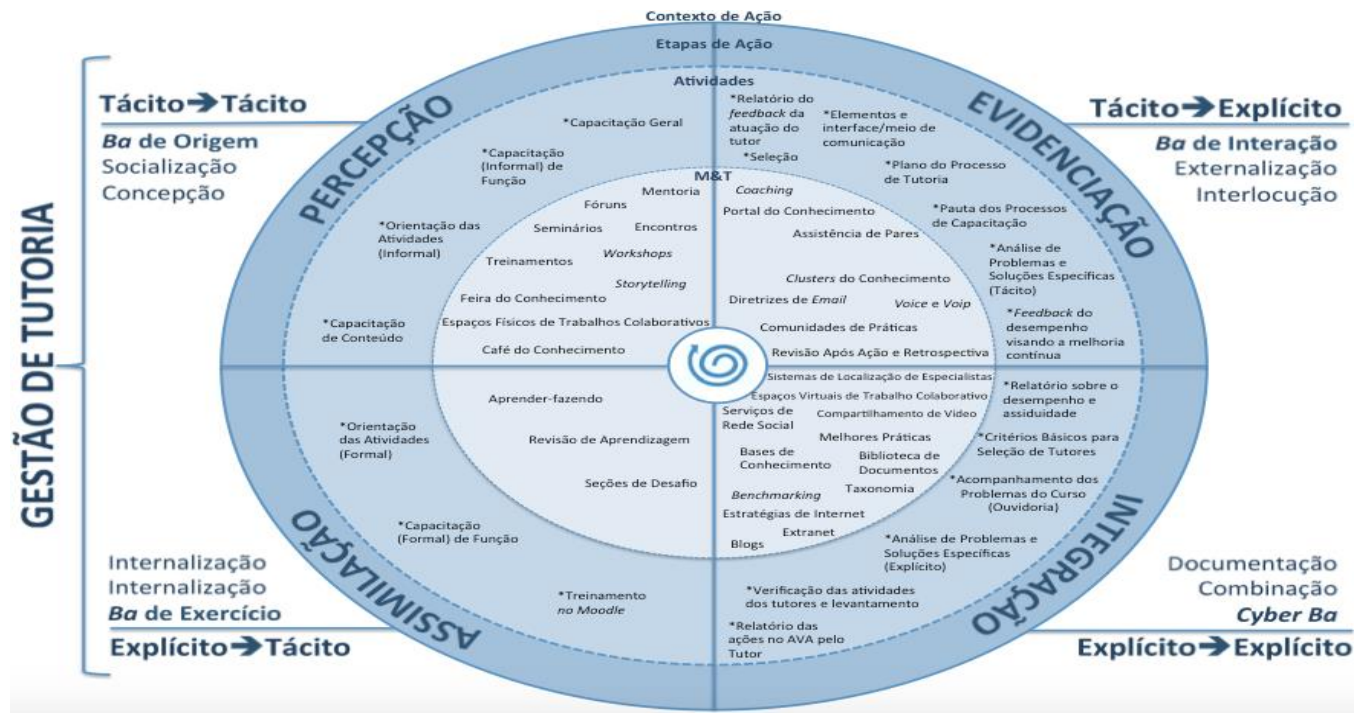 Contexto de Ação
Etapas de Ação
Atividades
M&T
GESTÃO DE TUTORIA
Tácito➔Tácito
Ba de Origem
Socialização
Concepção
PERCEPÇÃO
*Capacitação Geral
*Capacitação
(Informal) de
Função
*Orientação das
Atividades
(Informal)
*Capacitação
de Conteúdo
Mentoria
Fóruns
Seminários
Encontros
Treinamentos
Workshops
Storytelling
Feira do Conhecimento
Espaços Físicos de Trabalhos Colaborativos
Café do Conhecimento
Tácito➔Explícito
Ba de Interação
Externalização
Interlocução
EVIDENCIAÇÃO
*Relatório do
feedback da
atuação do
tutor
*Elementos e
interface/meio de
comunicação
*Seleção
*Plano do Processo
de Tutoria
*Pauta dos Processos
de Capacitação
*Análise de
Problemas e
Soluções Específicas
(Tácito)
*Feedback do
desempenho
visando a melhoria
contínua
Coaching
Portal do Conhecimento
Assistência de Pares
Clusters do Conhecimento
Diretrizes de Email
Voice e Voip
Comunidades de Práticas
Revisão Após Ação e Retrospectiva
Sistemas de Localização de Especialistas
Espaços Virtuais de Trabalho Colaborativo
Serviços de
Rede Social
Compartilhamento de Vídeo
Melhores Práticas
Bases de
Conhecimento
Biblioteca de
Documentos
Benchmarking
Taxonomia
Estratégias de Internet
Extranet
Blogs
*Relatório sobre o
desempenho e
assiduidade
*Critérios Básicos para
Seleção de Tutores
*Acompanhamento dos
Problemas do Curso
(Ouvidoria)
*Análise de Problemas e
Soluções Específicas
(Explícito)
*Verificação das atividades
dos tutores e levantamento
*Relatório das
ações no AVA pelo
Tutor
INTEGRAÇÃO
Documentação
Combinação
Cyber Ba
Explícito➔Explícito
Aprender-fazendo
Revisão de Aprendizagem
Seções de Desafio
*Orientação
das Atividades
(Formal)
*Capacitação
(Formal) de Função
*Treinamento
no Moodle
ASSIMILAÇÃO
Internalização
Internalização
Ba de Exercício
Explícito➔Tácito